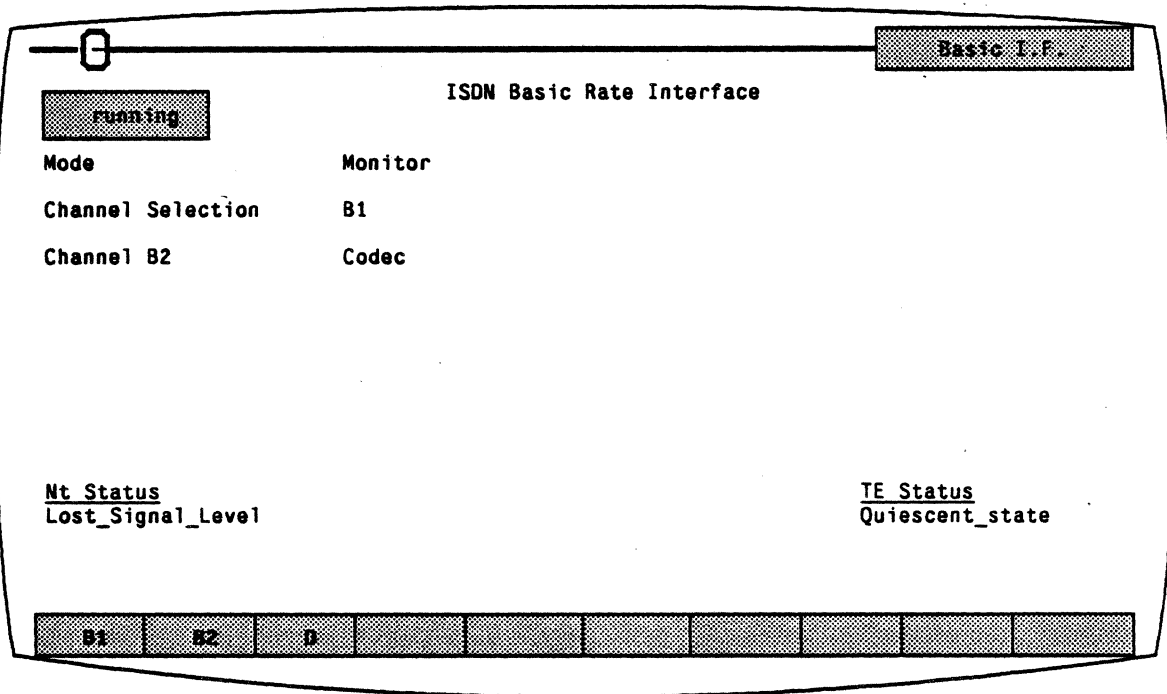 Basic I.F.
ISDN Basic Rate Interface
running
Mode Monitor
Channel Selection B1
Channel B2 Codec
Nt Status TE Status
Lost_Signal_Level Quiescent_state
B1 B2 D